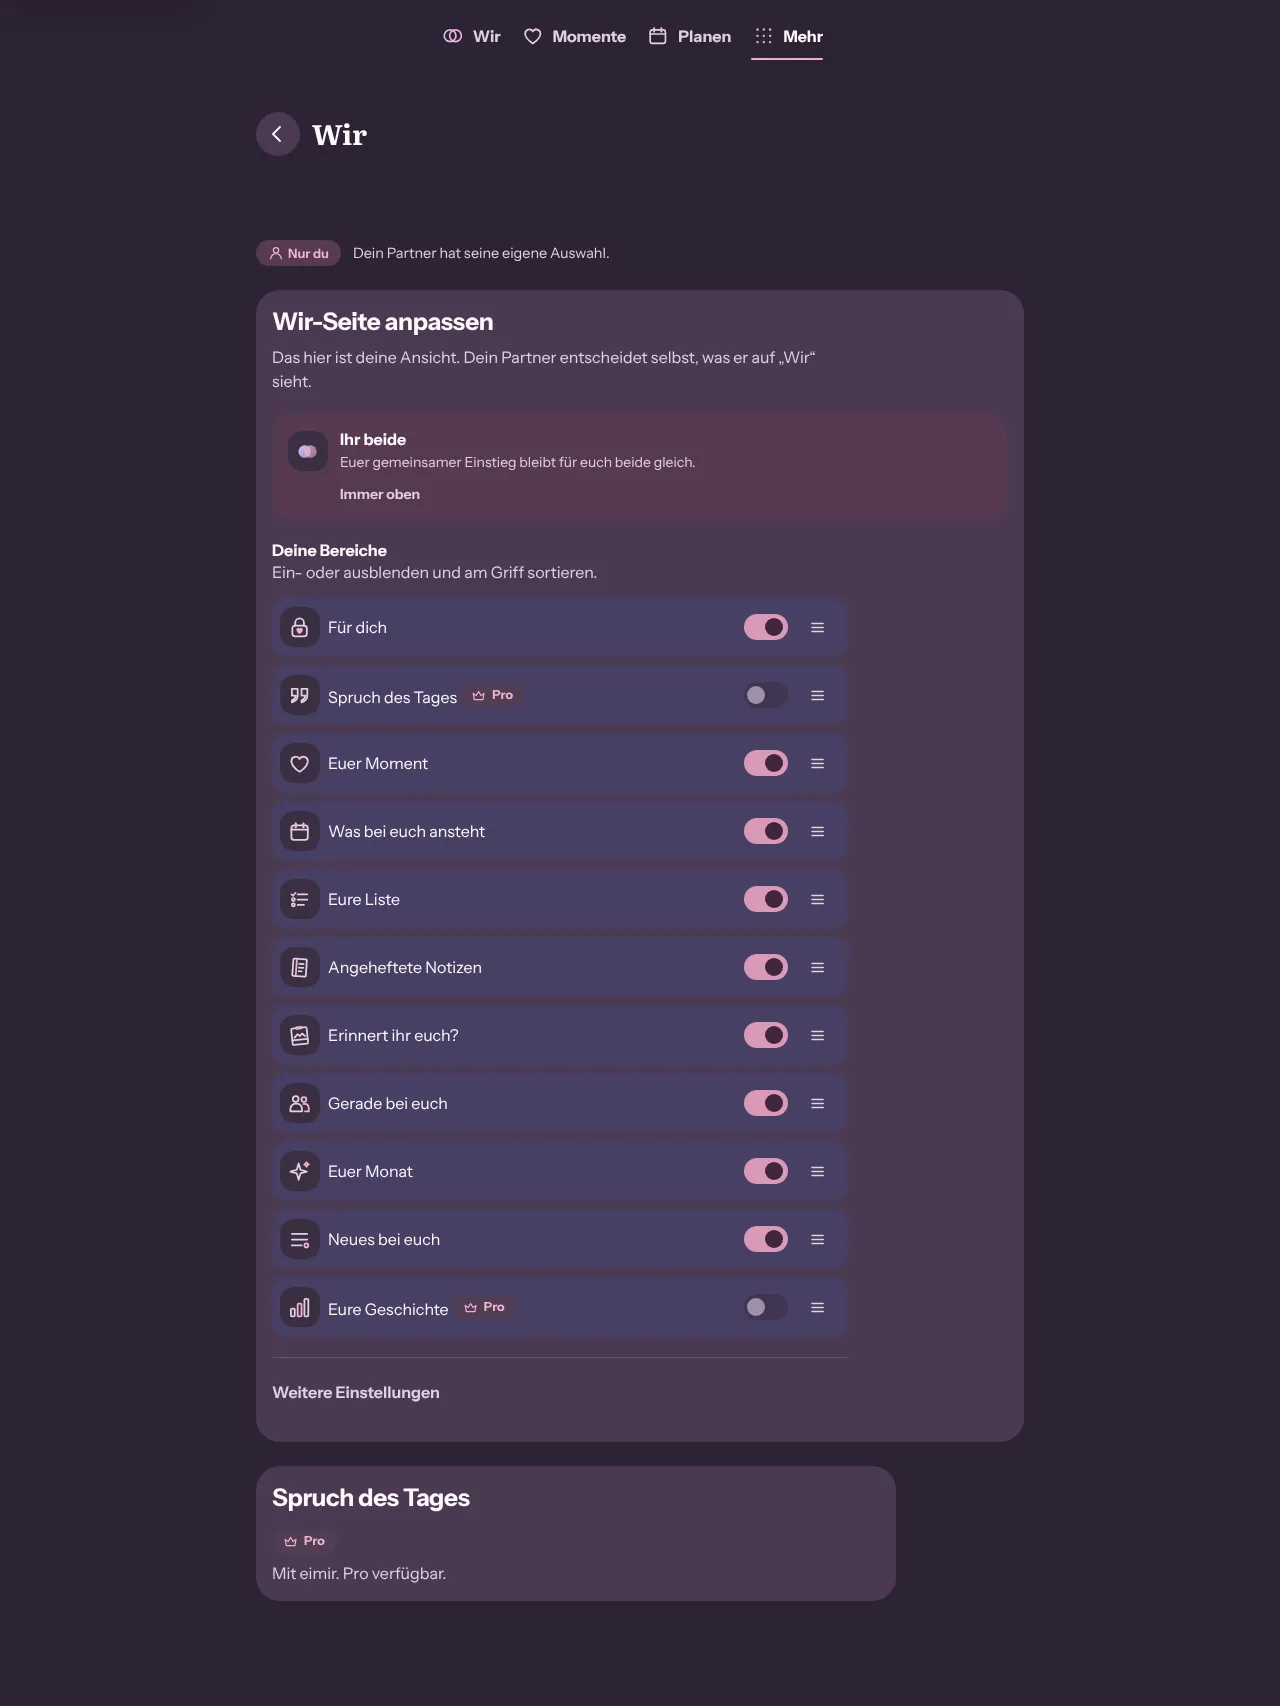 Wir
Momente
Planen
Mehr
Wir
Nur du
Dein Partner hat seine eigene Auswahl.
Wir-Seite anpassen
Das hier ist deine Ansicht. Dein Partner entscheidet selbst, was er auf „Wir“
sieht.
Ihr beide
Euer gemeinsamer Einstieg bleibt für euch beide gleich.
Immer oben
Deine Bereiche
Ein- oder ausblenden und am Griff sortieren.
Für dich
Spruch des Tages Pro
Euer Moment
Was bei euch ansteht
Eure Liste
Angeheftete Notizen
Erinnert ihr euch?
Gerade bei euch
Euer Monat
Neues bei euch
Eure Geschichte Pro
Weitere Einstellungen
Spruch des Tages
Pro
Mit eimir. Pro verfügbar.